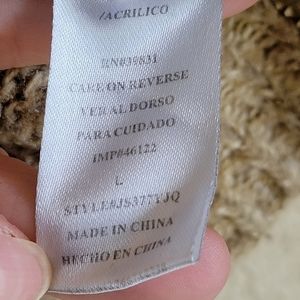 /ACRILICO
RN#39831
CARE ON REVERSE
VER AL DORSO
PARA CUIDADO
IMP#46122
L
STYLE#JS377YJQ
MADE IN CHINA
HECHO EN CHINA